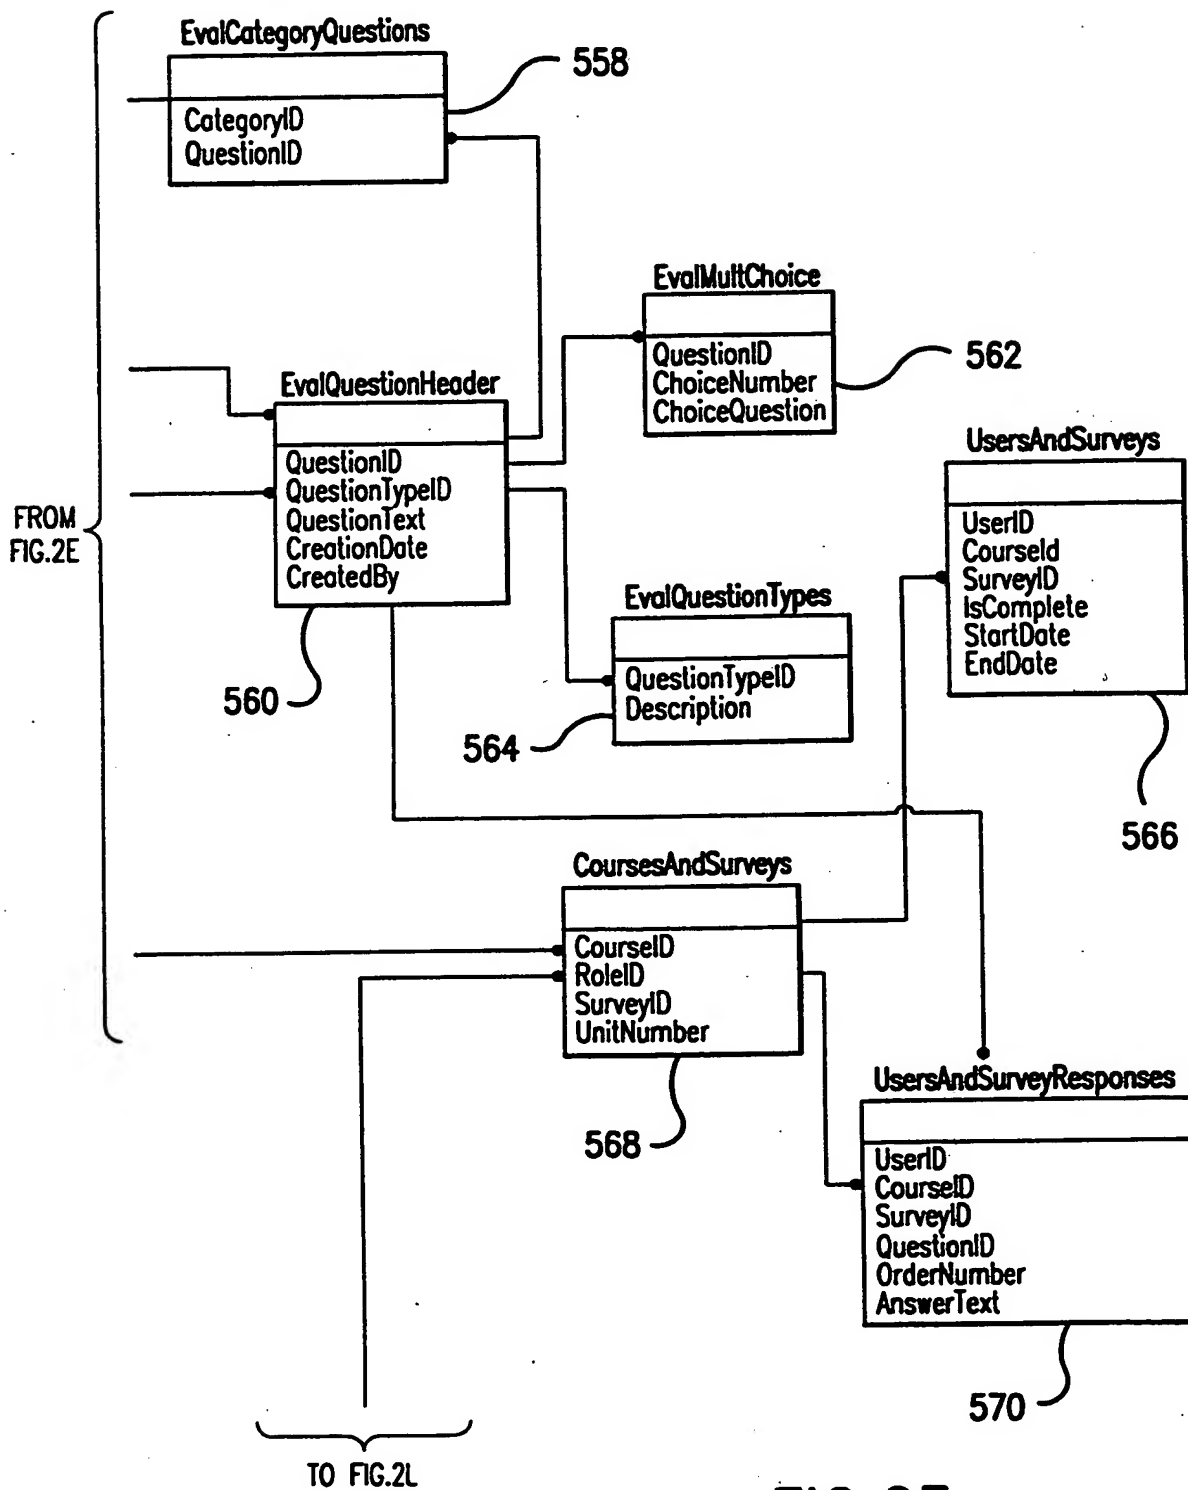 EvalCategoryQuestions
558
CategoryID
QuestionID
EvalMultChoice
562
QuestionID
ChoiceNumber
ChoiceQuestion
EvalQuestionHeader
QuestionID
QuestionTypeID
QuestionText
CreationDate
CreatedBy
560
FROM
FIG.2E
UsersAndSurveys
UserID
CourseId
SurveyID
IsComplete
StartDate
EndDate
566
EvalQuestionTypes
QuestionTypeID
Description
564
CoursesAndSurveys
CourseID
RoleID
SurveyID
UnitNumber
568
UsersAndSurveyResponses
UserID
CourseID
SurveyID
QuestionID
OrderNumber
AnswerText
570
TO FIG.2L